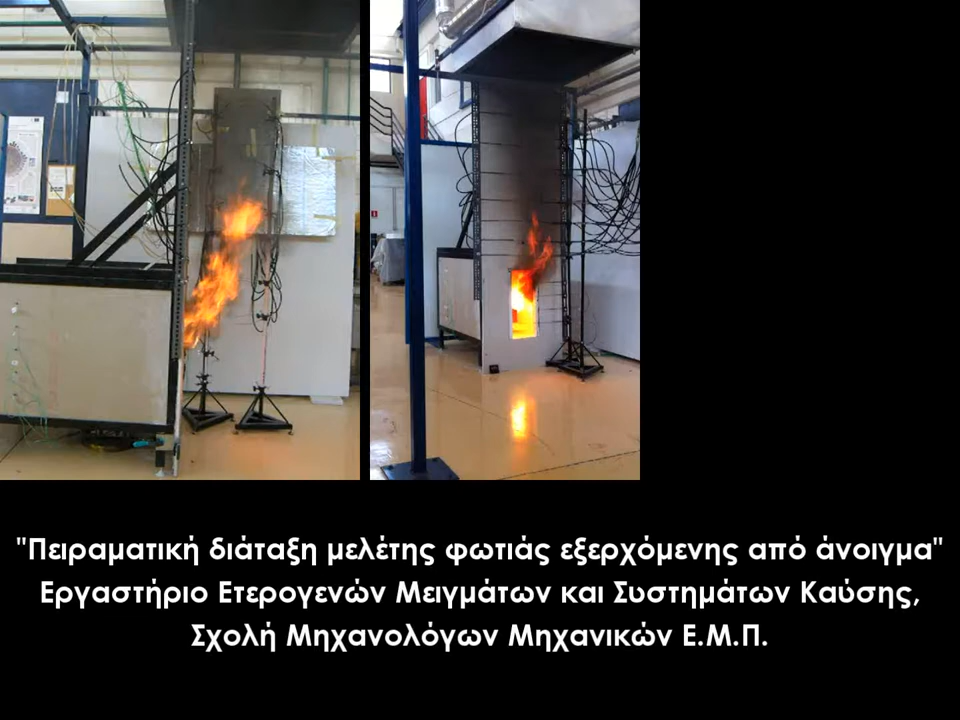 "Πειραματική διάταξη μελέτης φωτιάς εξερχόμενης από άνοιγμα"
Εργαστήριο Ετερογενών Μειγμάτων και Συστημάτων Καύσης,
Σχολή Μηχανολόγων Μηχανικών Ε.Μ.Π.